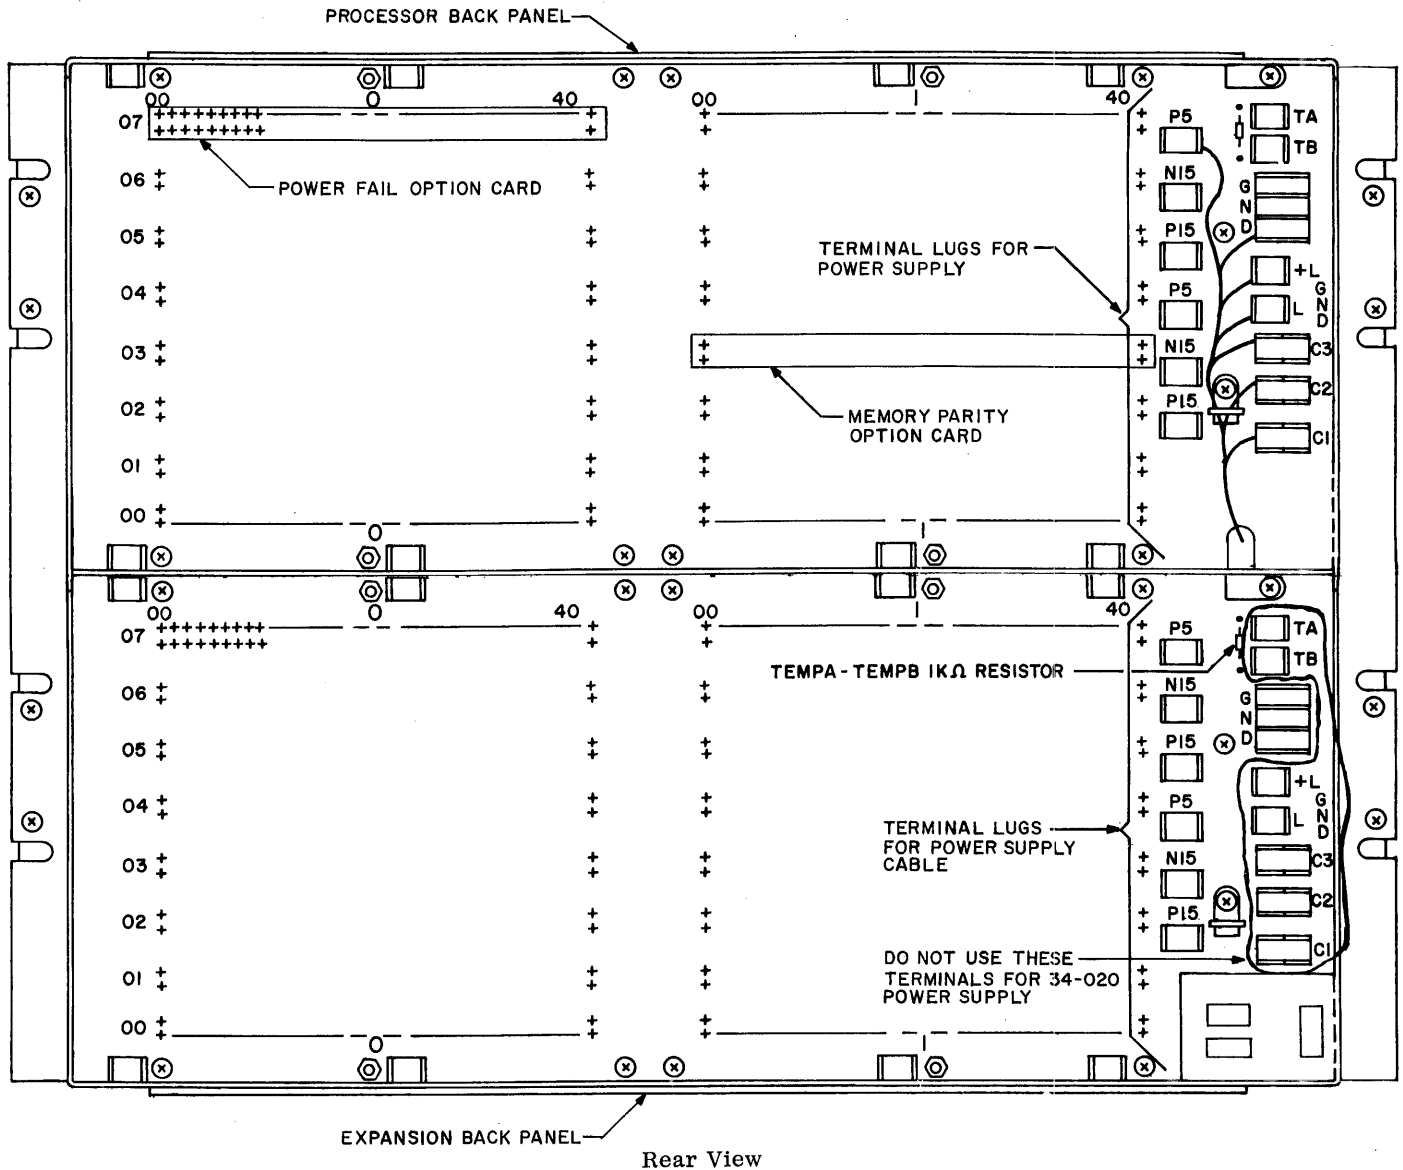 PROCESSOR BACK PANEL
00 0 40 00 1 40
07
06
05
04
03
02
01
00
0 1
POWER FAIL OPTION CARD
TERMINAL LUGS FOR
POWER SUPPLY
MEMORY PARITY
OPTION CARD
P5
N15
P15
P5
N15
P15
TA
TB
G
N
D
+L
G
N
D
L
C3
C2
C1
00 0 40 00 1 40
07
06
05
04
03
02
01
00
0 1
TEMPA-TEMPB 1KΩ RESISTOR
TERMINAL LUGS
FOR POWER SUPPLY
CABLE
DO NOT USE THESE
TERMINALS FOR 34-020
POWER SUPPLY
P5
N15
P15
P5
N15
P15
TA
TB
G
N
D
+L
G
N
D
L
C3
C2
C1
EXPANSION BACK PANEL
Rear View